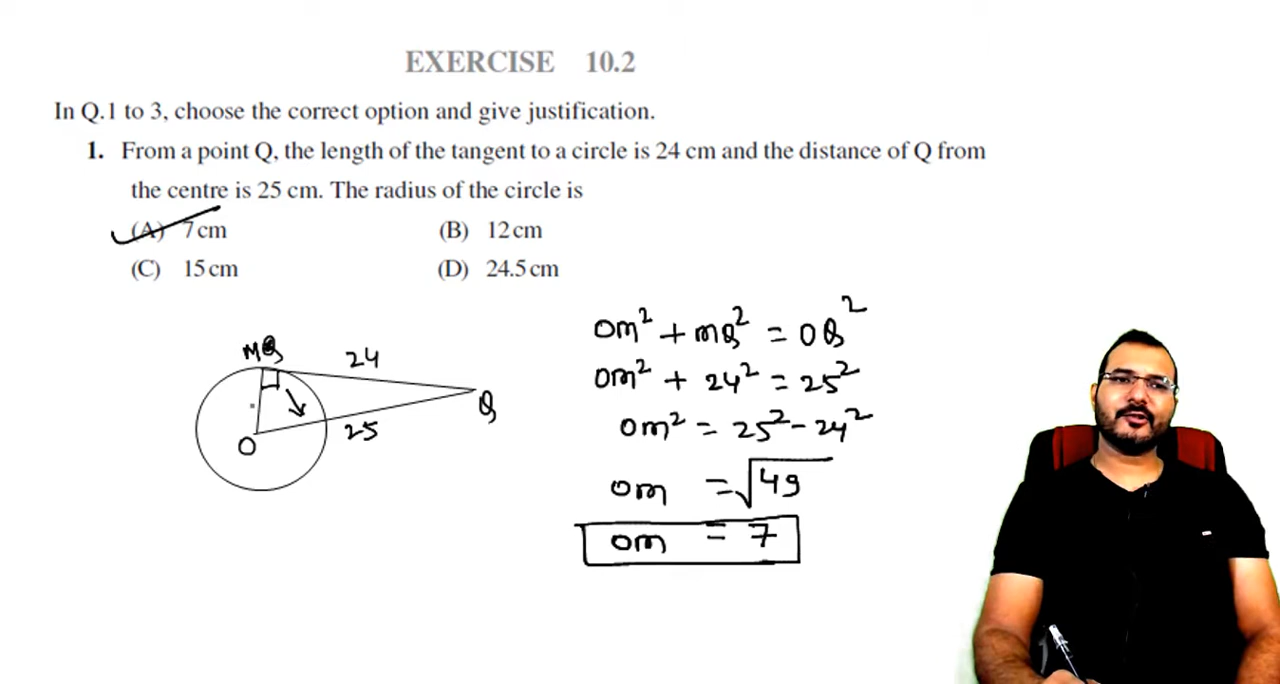 EXERCISE 10.2
In Q.1 to 3, choose the correct option and give justification.
1. From a point Q, the length of the tangent to a circle is 24 cm and the distance of Q from
the centre is 25 cm. The radius of the circle is
(A) 7 cm (B) 12 cm
(C) 15 cm (D) 24.5 cm
M 24
Q
25
O
OM² + MQ² = OQ²
OM² + 24² = 25²
OM² = 25² - 24²
OM = √49
OM = 7